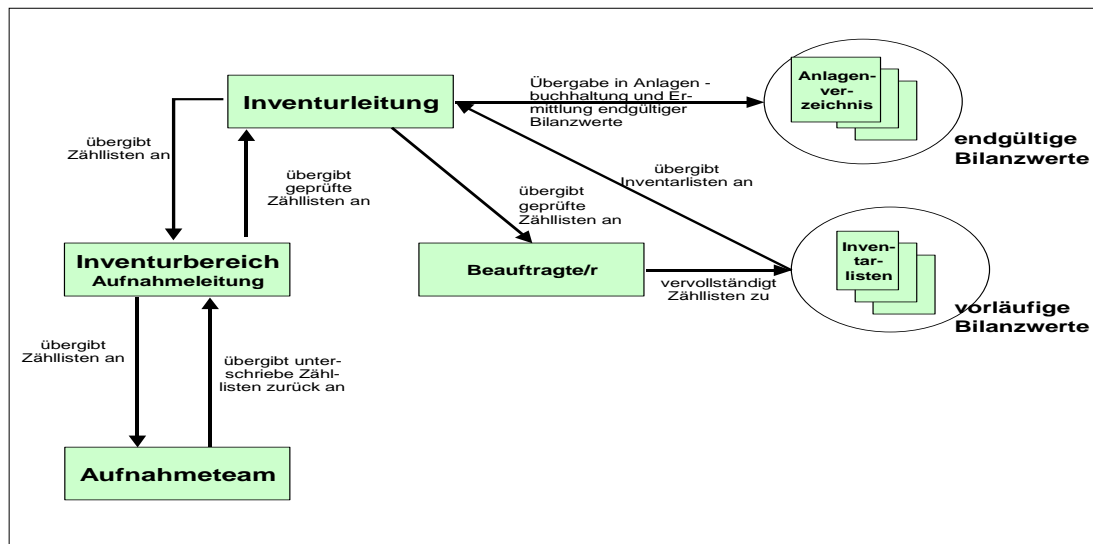 Inventurleitung
Übergabe in Anlagen -
buchhaltung und Er-
mittlung endgültiger
Bilanzwerte
Anlagen-
ver-
zeichnis
endgültige
Bilanzwerte
übergibt
Zähllisten an
übergibt
geprüfte
Zähllisten an
übergibt
geprüfte
Zähllisten an
übergibt
Inventarlisten an
Inventurbereich
Aufnahmeleitung
Beauftragte/r
vervollständigt
Zähllisten zu
Inven-
tar-
listen
vorläufige
Bilanzwerte
übergibt
Zähllisten an
übergibt unter-
schriebe Zähl-
listen zurück an
Aufnahmeteam